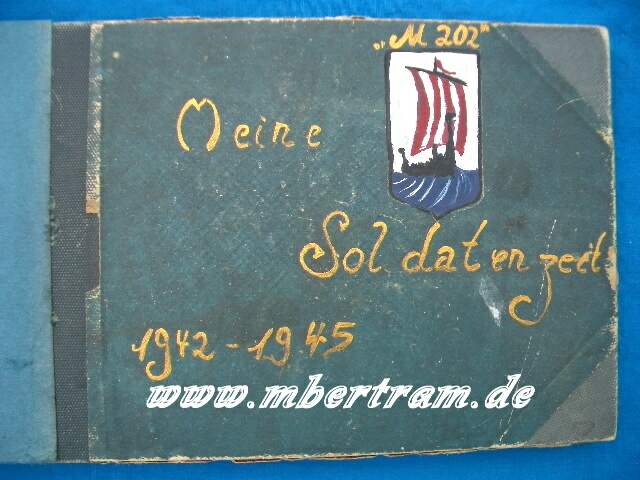 „M 202"
Meine
Soldatenzeit
1942-1945
www.mbertram.de